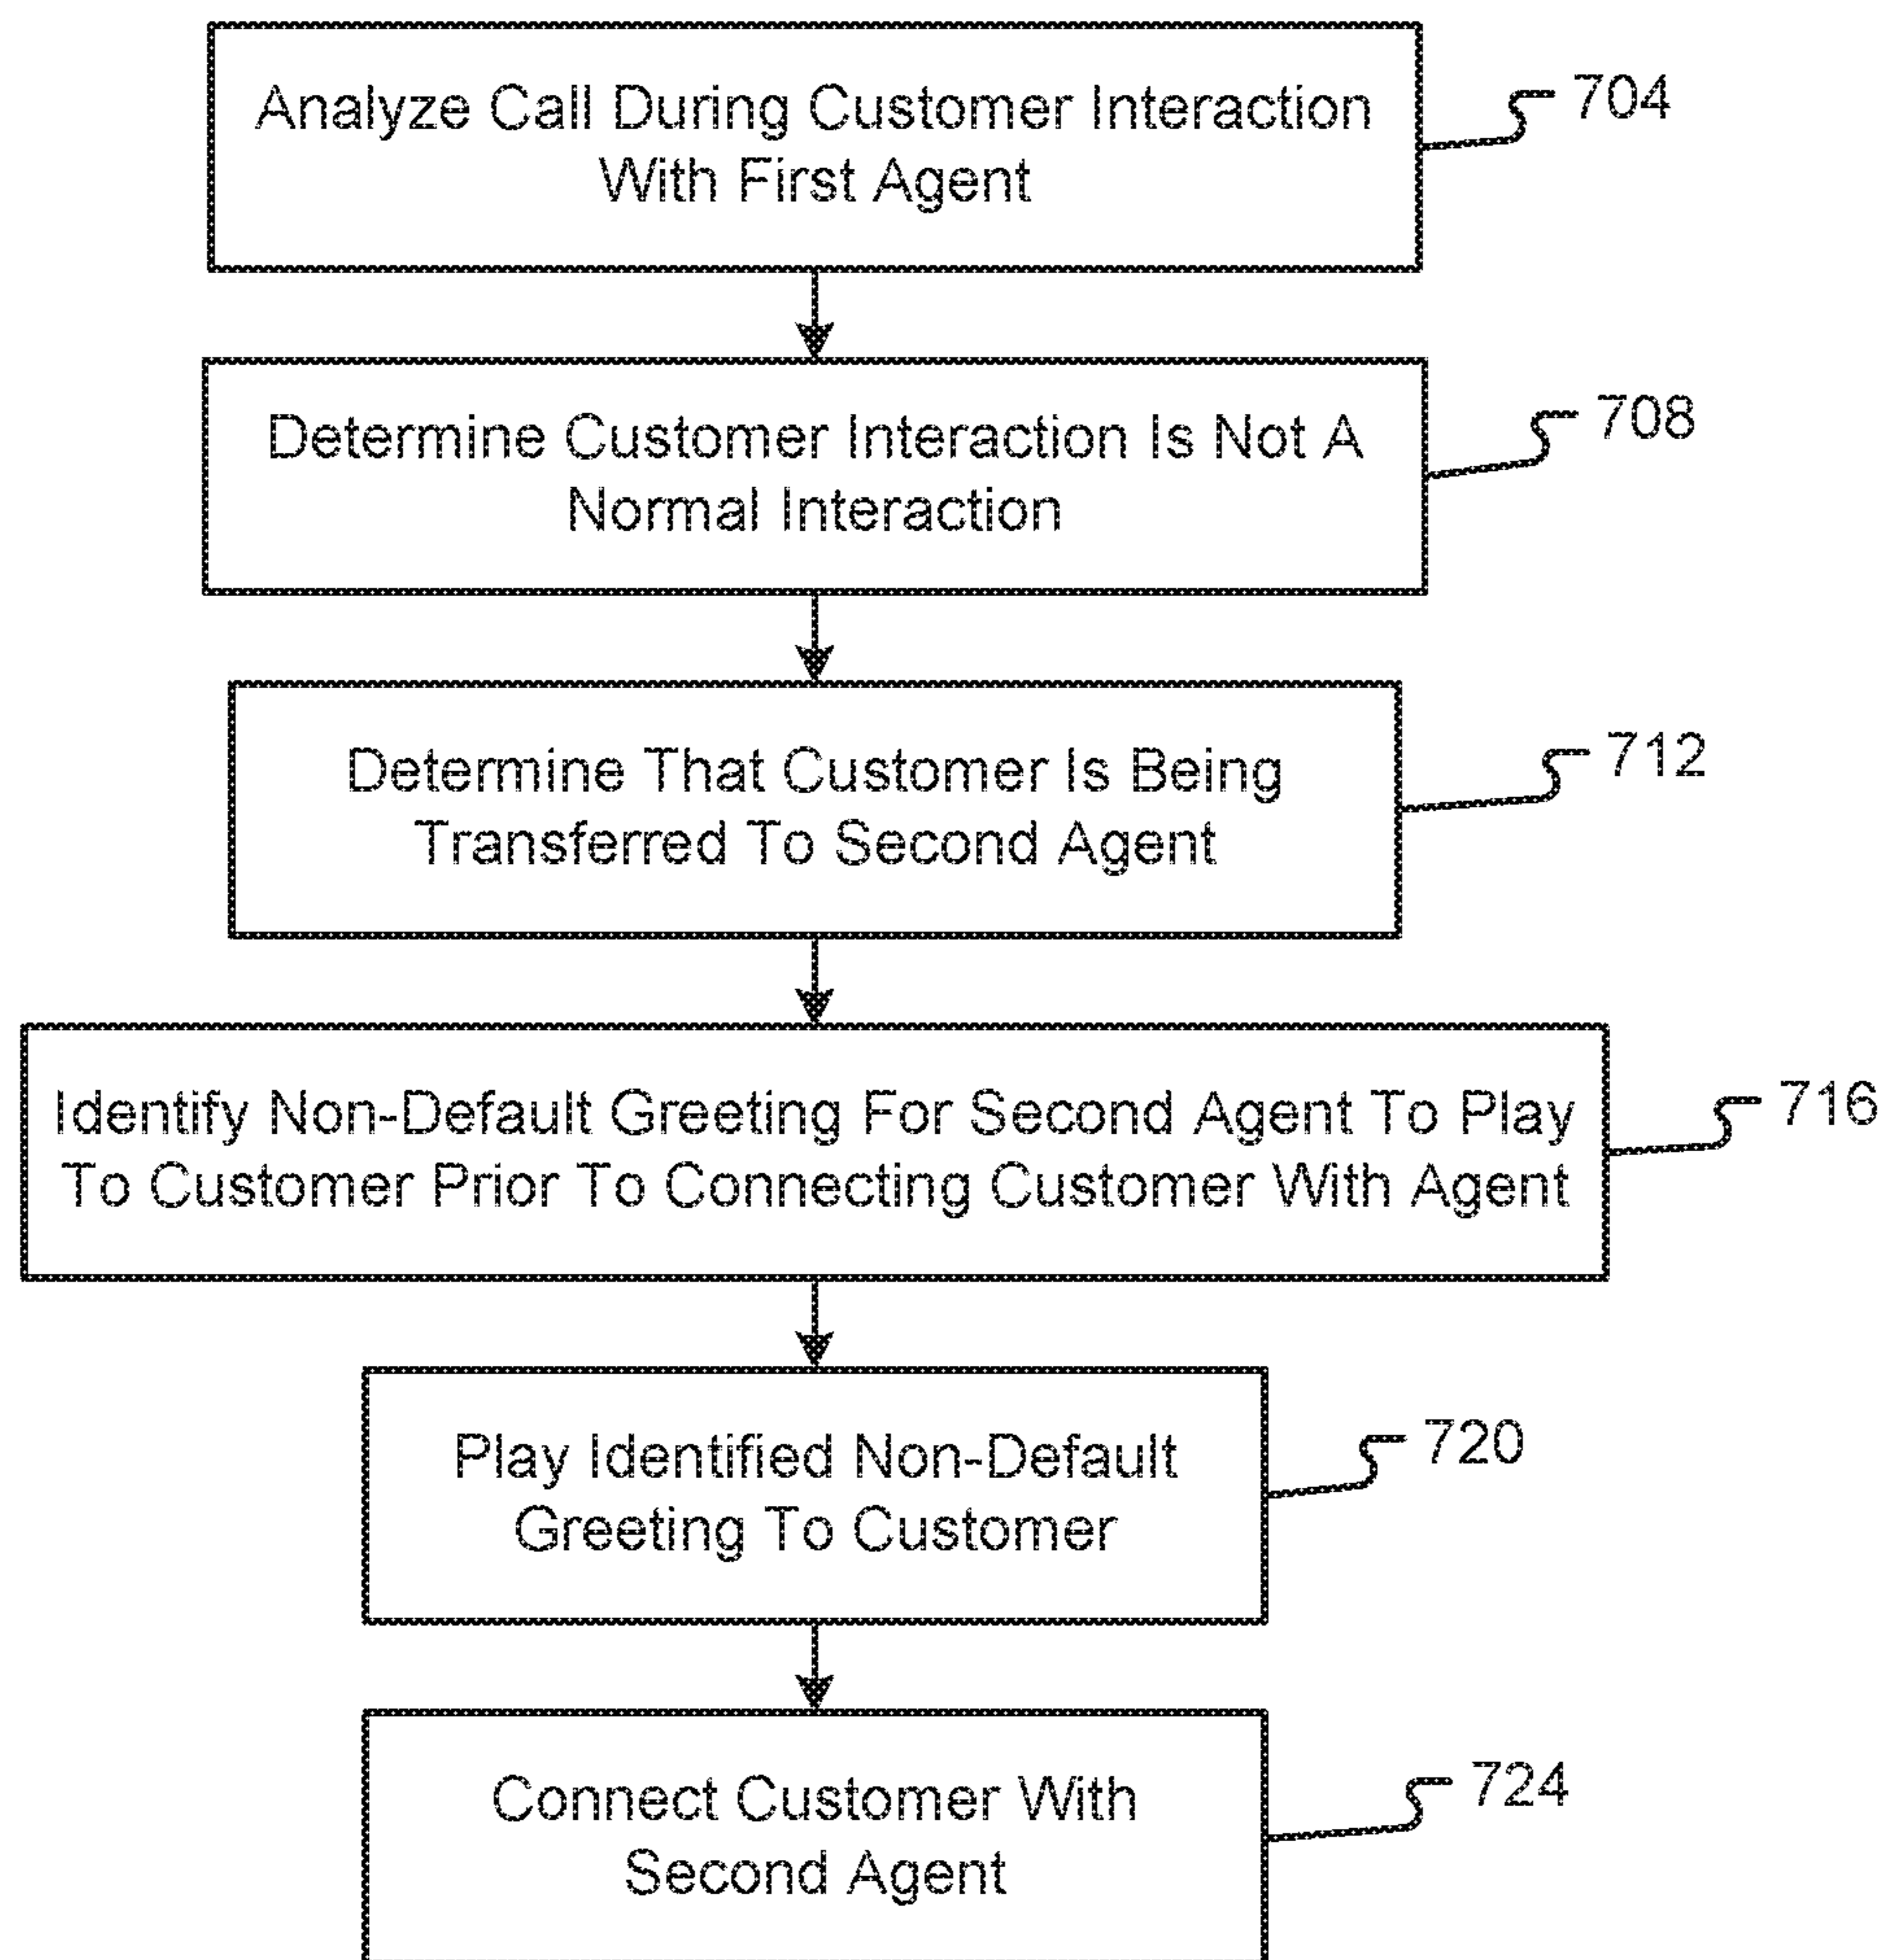 Analyze Call During Customer Interaction
With First Agent
704
Determine Customer Interaction Is Not A
Normal Interaction
708
Determine That Customer Is Being
Transferred To Second Agent
712
Identify Non-Default Greeting For Second Agent To Play
To Customer Prior To Connecting Customer With Agent
716
Play Identified Non-Default
Greeting To Customer
720
Connect Customer With
Second Agent
724